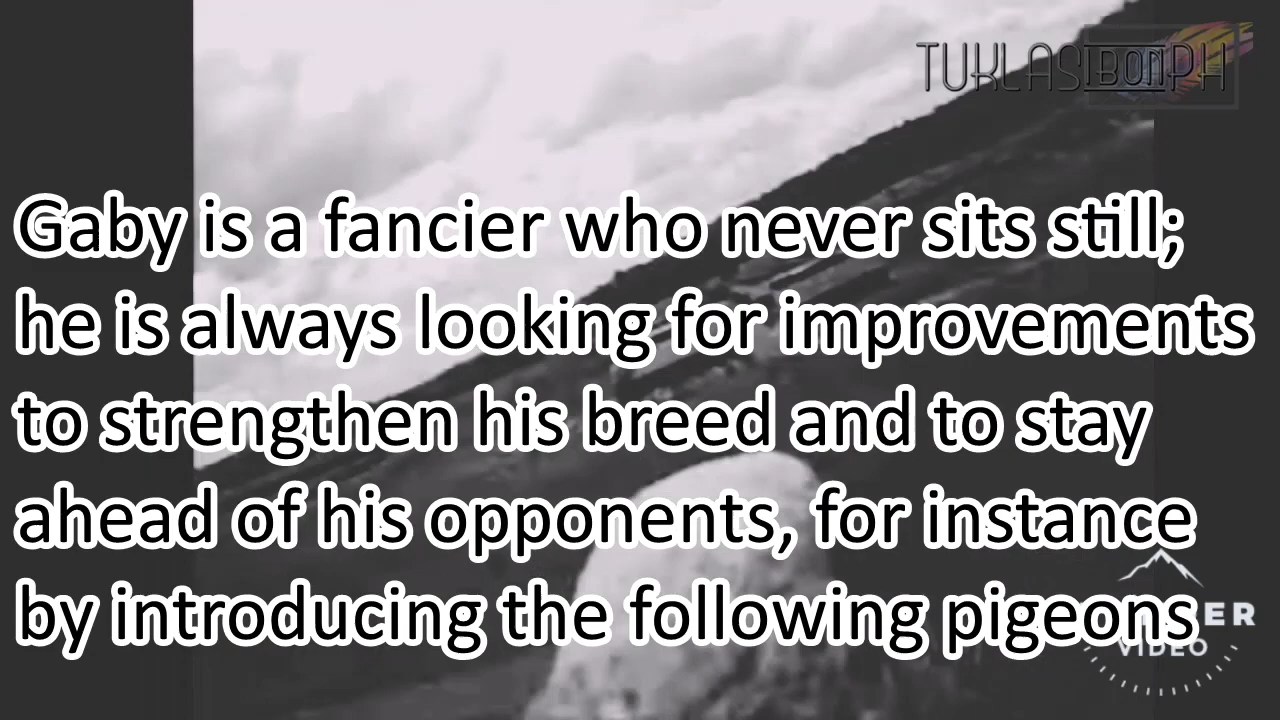 TUKLASIBONPH
Gaby is a fancier who never sits still;
he is always looking for improvements
to strengthen his breed and to stay
ahead of his opponents, for instance
by introducing the following pigeons
VIDEO